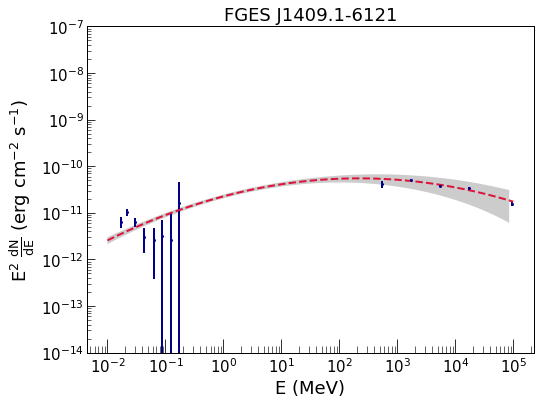 FGES J1409.1-6121
E² dN/dE (erg cm⁻² s⁻¹)
10⁻⁷
10⁻⁸
10⁻⁹
10⁻¹⁰
10⁻¹¹
10⁻¹²
10⁻¹³
10⁻¹⁴
10⁻² 10⁻¹ 10⁰ 10¹ 10² 10³ 10⁴ 10⁵
E (MeV)